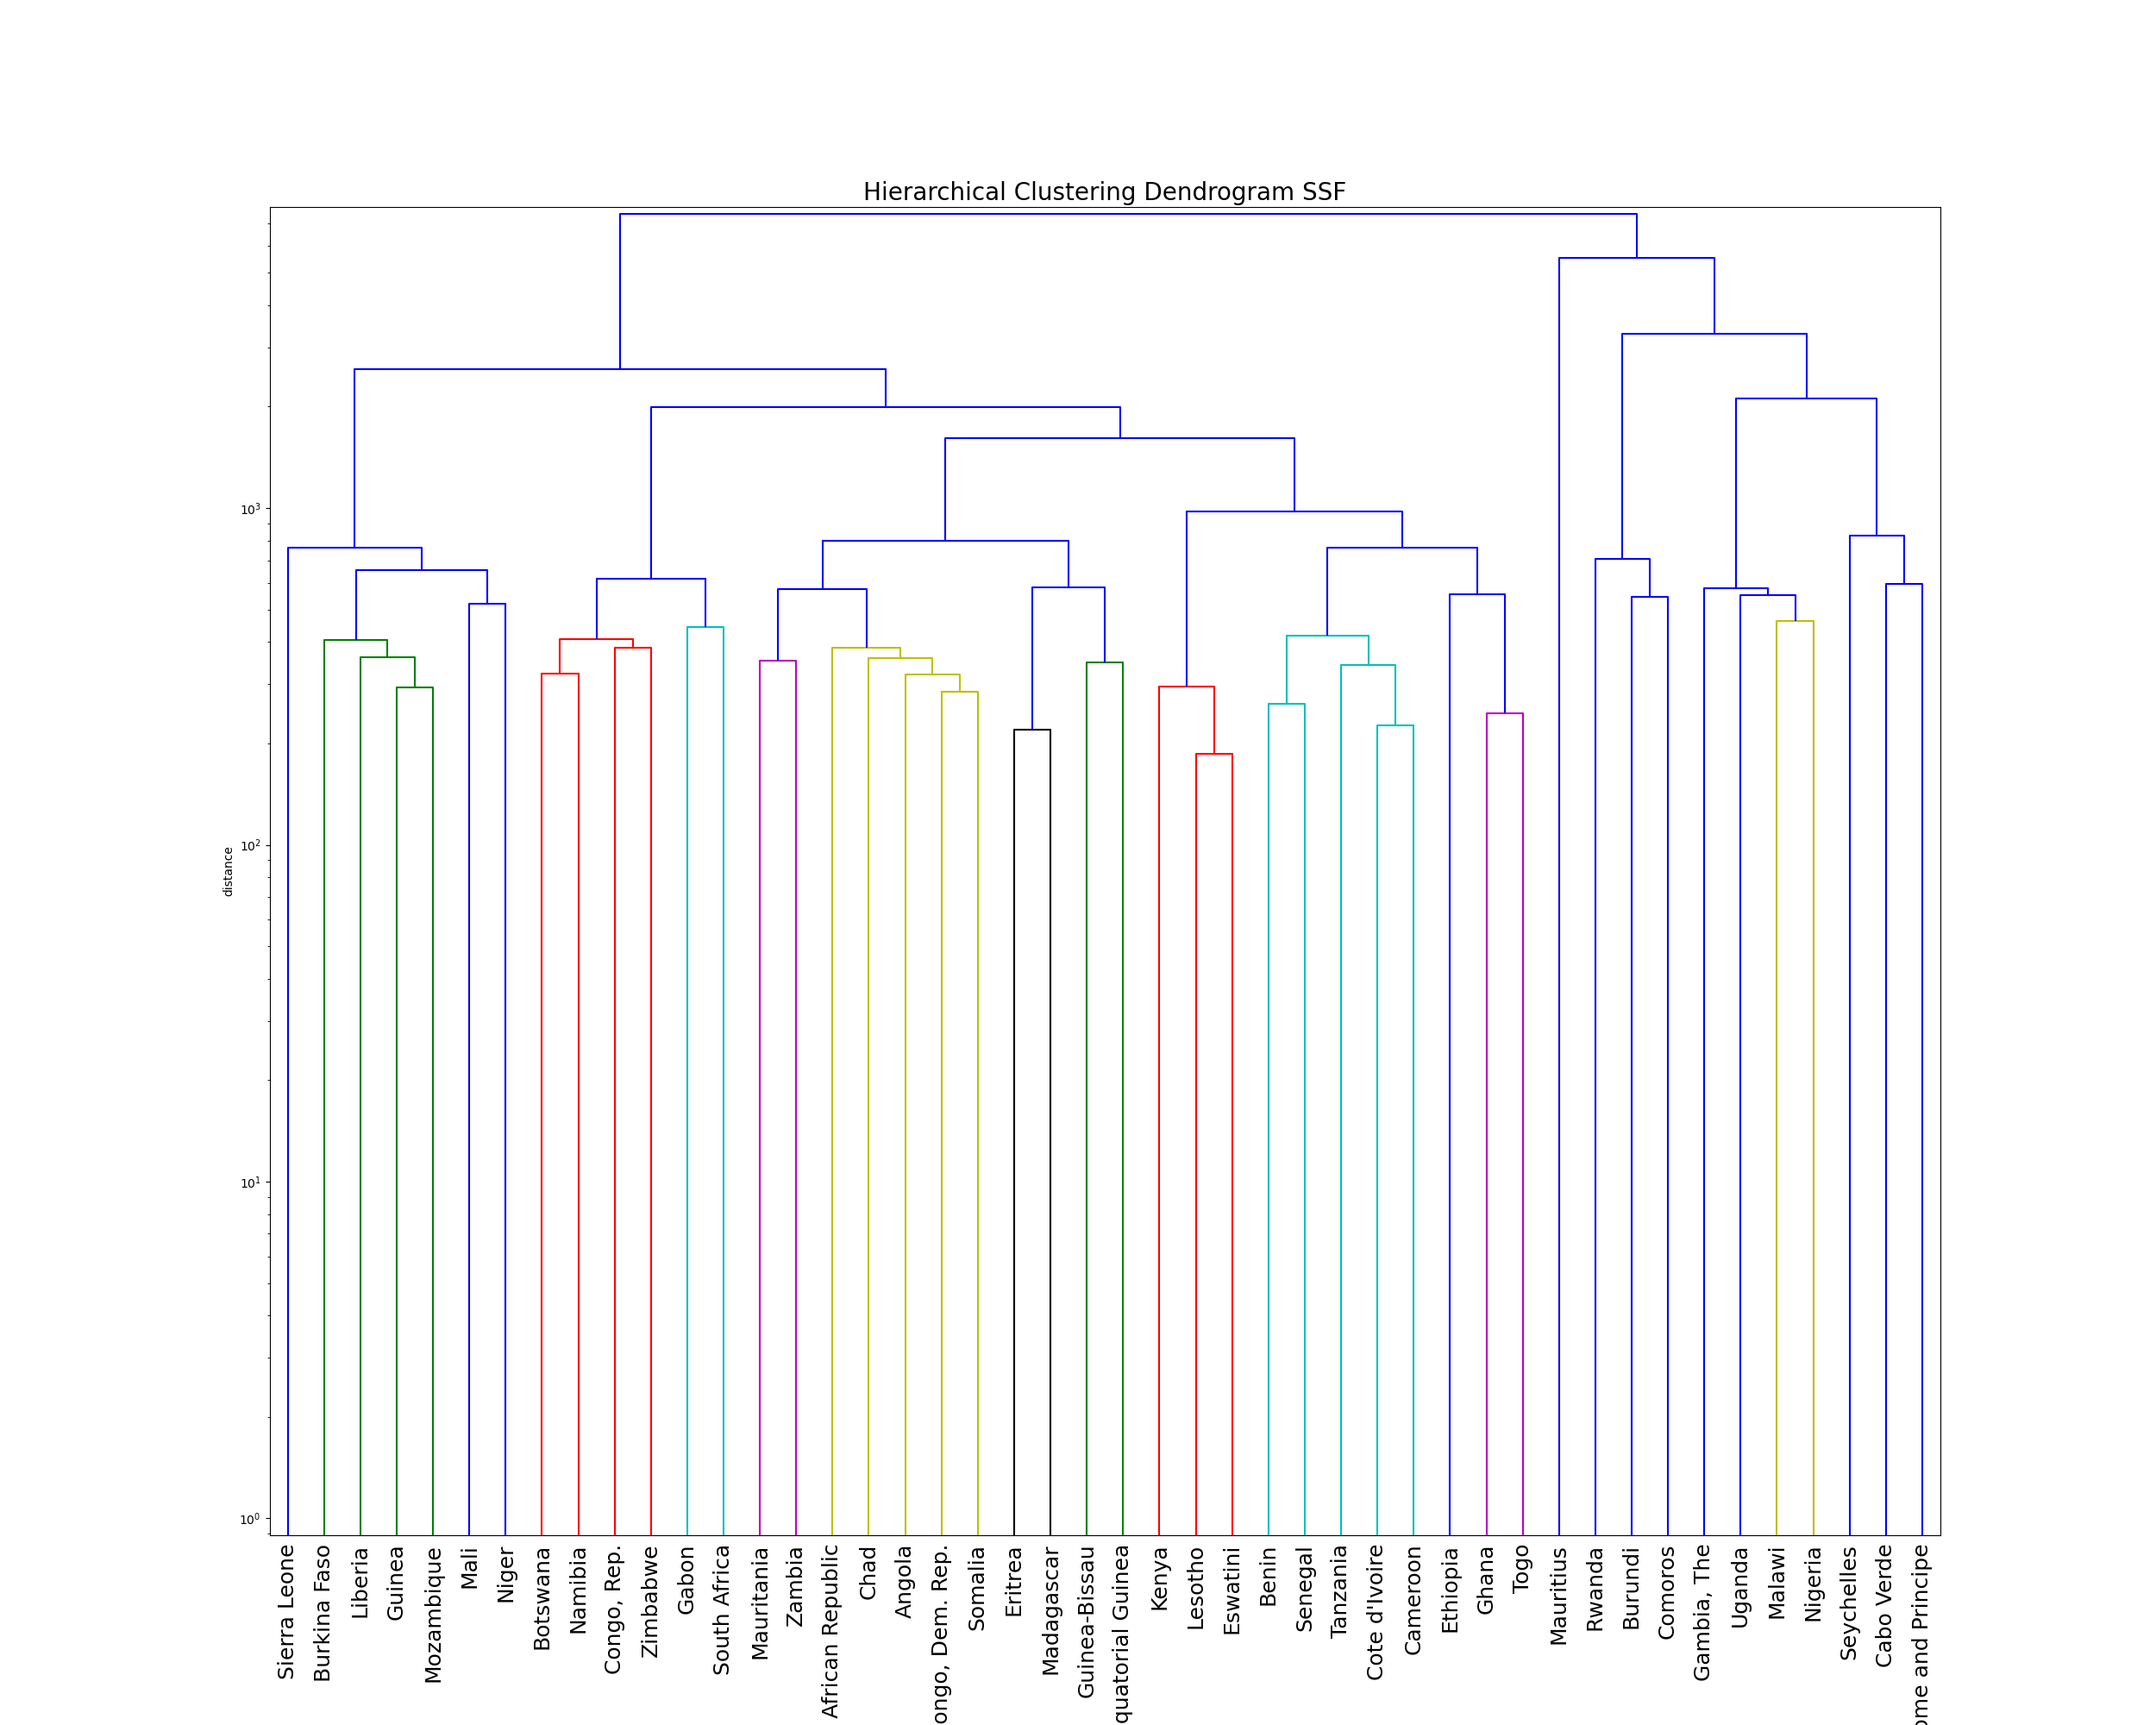 Hierarchical Clustering Dendrogram SSF
distance
10³
10²
10¹
10⁰
Sierra Leone
Burkina Faso
Liberia
Guinea
Mozambique
Mali
Niger
Botswana
Namibia
Congo, Rep.
Zimbabwe
Gabon
South Africa
Mauritania
Zambia
African Republic
Chad
Angola
ongo, Dem. Rep.
Somalia
Eritrea
Madagascar
Guinea-Bissau
quatorial Guinea
Kenya
Lesotho
Eswatini
Benin
Senegal
Tanzania
Cote d'Ivoire
Cameroon
Ethiopia
Ghana
Togo
Mauritius
Rwanda
Burundi
Comoros
Gambia, The
Uganda
Malawi
Nigeria
Seychelles
Cabo Verde
ome and Principe